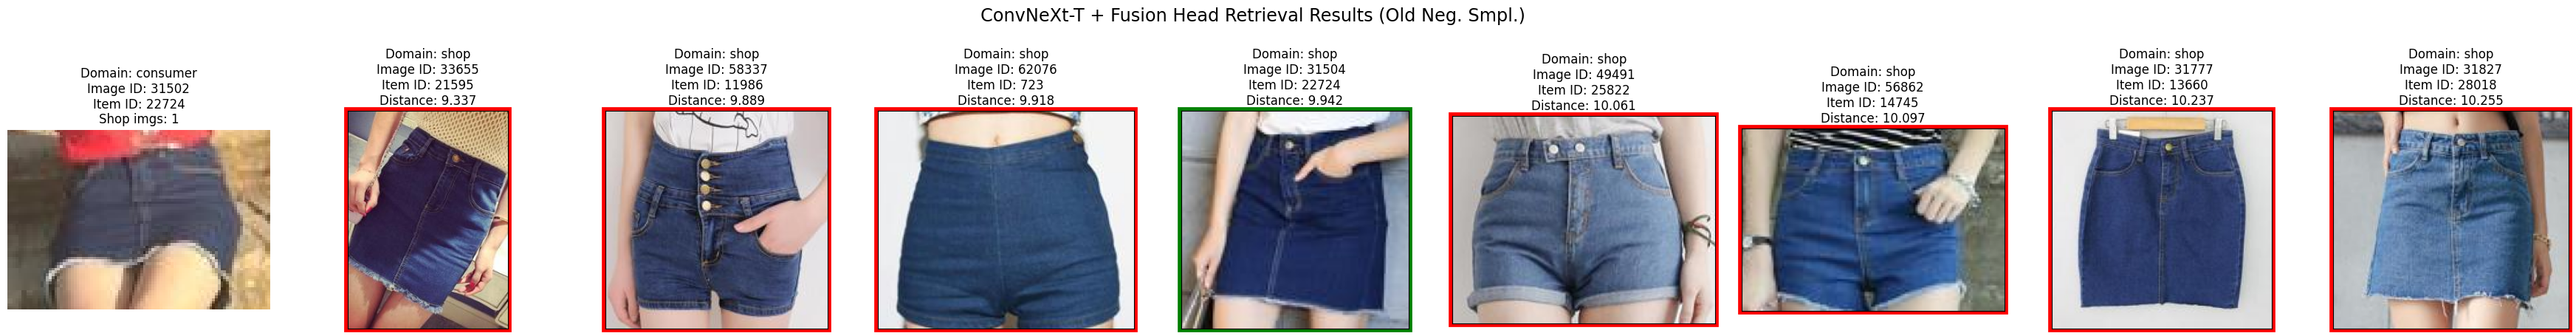 ConvNeXt-T + Fusion Head Retrieval Results (Old Neg. Smpl.)
Domain: consumer
Image ID: 31502
Item ID: 22724
Shop imgs: 1
Domain: shop
Image ID: 33655
Item ID: 21595
Distance: 9.337
Domain: shop
Image ID: 58337
Item ID: 11986
Distance: 9.889
Domain: shop
Image ID: 62076
Item ID: 723
Distance: 9.918
Domain: shop
Image ID: 31504
Item ID: 22724
Distance: 9.942
Domain: shop
Image ID: 49491
Item ID: 25822
Distance: 10.061
Domain: shop
Image ID: 56862
Item ID: 14745
Distance: 10.097
Domain: shop
Image ID: 31777
Item ID: 13660
Distance: 10.237
Domain: shop
Image ID: 31827
Item ID: 28018
Distance: 10.255